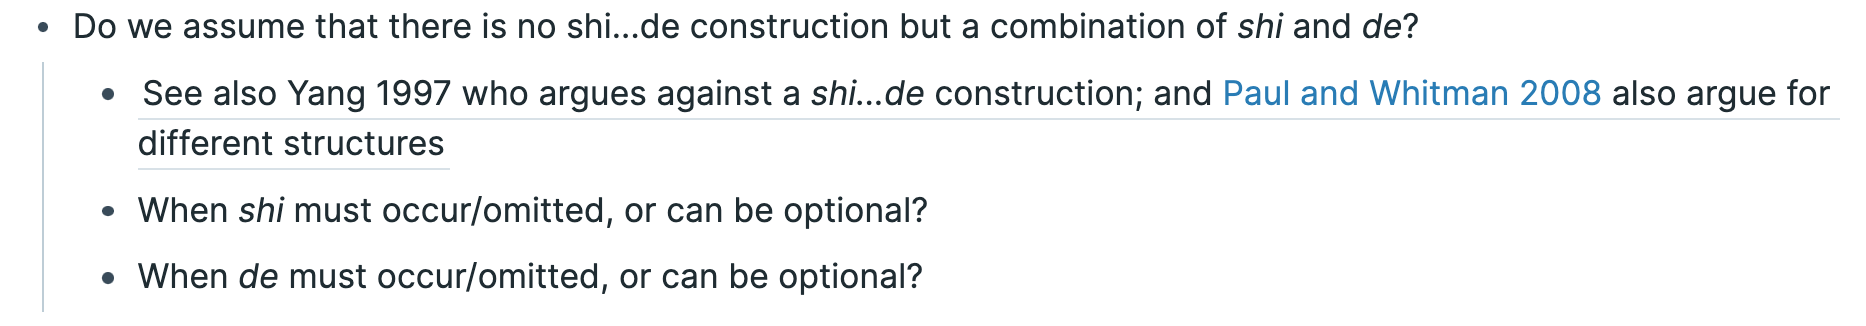 Do we assume that there is no shi...de construction but a combination of shi and de?
See also Yang 1997 who argues against a shi...de construction; and Paul and Whitman 2008 also argue for
different structures
When shi must occur/omitted, or can be optional?
When de must occur/omitted, or can be optional?